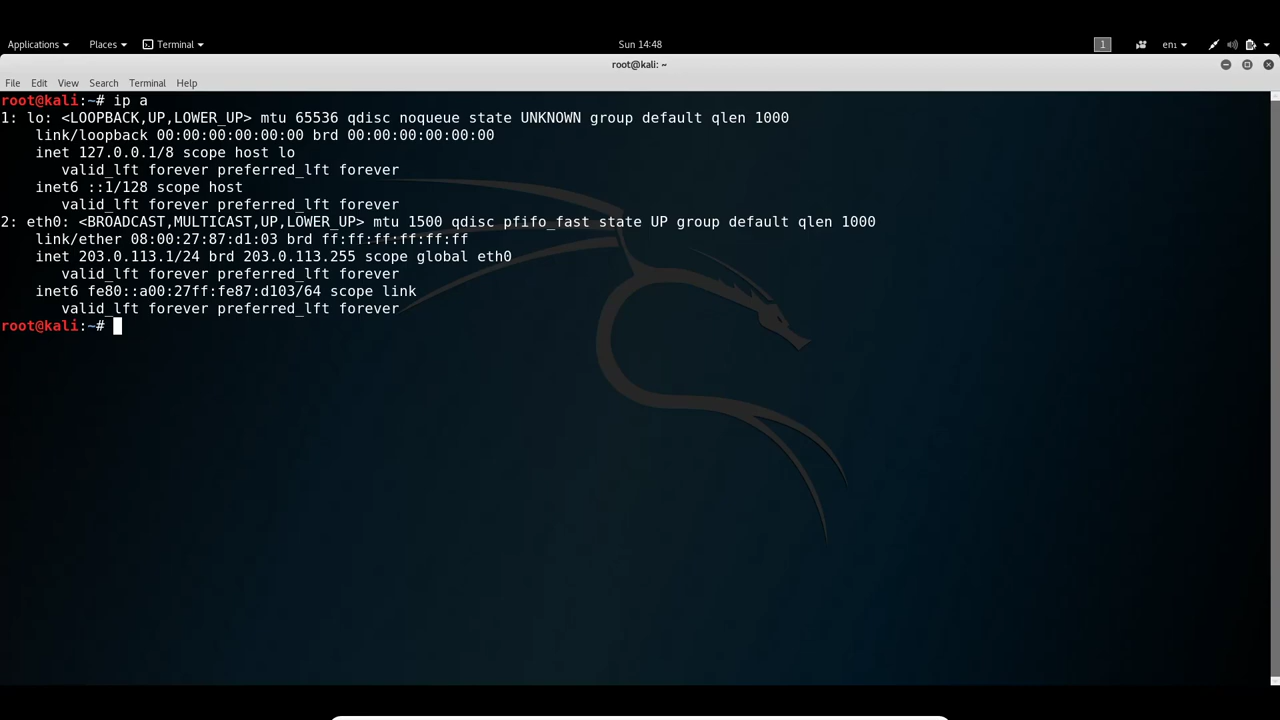 Applications Places Terminal Sun 14:48 1 en1
root@kali: ~
File Edit View Search Terminal Help
root@kali:~# ip a
1: lo: <LOOPBACK,UP,LOWER_UP> mtu 65536 qdisc noqueue state UNKNOWN group default qlen 1000
    link/loopback 00:00:00:00:00:00 brd 00:00:00:00:00:00
    inet 127.0.0.1/8 scope host lo
       valid_lft forever preferred_lft forever
    inet6 ::1/128 scope host
       valid_lft forever preferred_lft forever
2: eth0: <BROADCAST,MULTICAST,UP,LOWER_UP> mtu 1500 qdisc pfifo_fast state UP group default qlen 1000
    link/ether 08:00:27:87:d1:03 brd ff:ff:ff:ff:ff:ff
    inet 203.0.113.1/24 brd 203.0.113.255 scope global eth0
       valid_lft forever preferred_lft forever
    inet6 fe80::a00:27ff:fe87:d103/64 scope link
       valid_lft forever preferred_lft forever
root@kali:~#